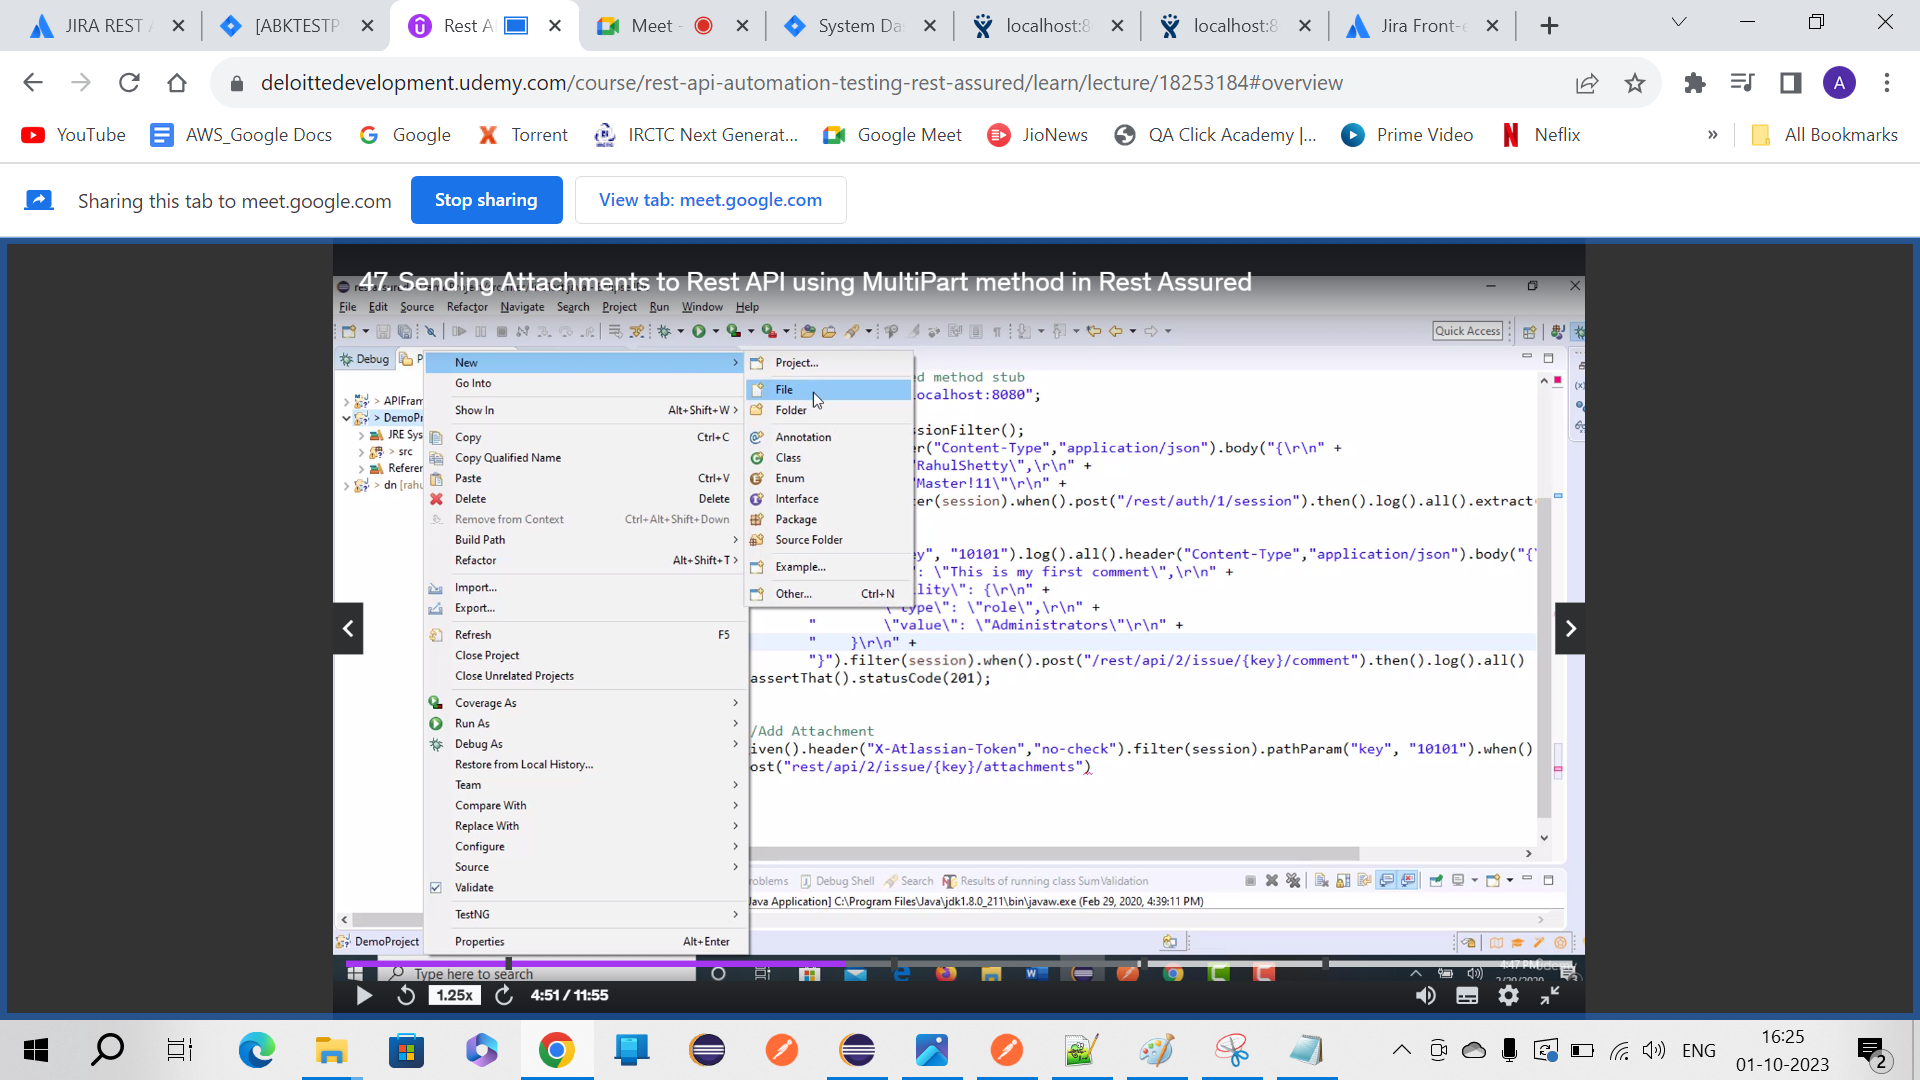 JIRA REST A
[ABKTESTP
Rest A
Meet -
System Da
localhost:8
localhost:8
Jira Front-e
deloittedevelopment.udemy.com/course/rest-api-automation-testing-rest-assured/learn/lecture/18253184#overview
A
YouTube
AWS_Google Docs
Google
Torrent
IRCTC Next Generat...
Google Meet
JioNews
QA Click Academy |...
Prime Video
Neflix
»
All Bookmarks
Sharing this tab to meet.google.com
Stop sharing
View tab: meet.google.com
47. Sending Attachments to Rest API using MultiPart method in Rest Assured
File Edit Source Refactor Navigate Search Project Run Window Help
Quick Access
Debug
> APIFram
> DemoPr
JRE Sys
> src
Referer
> dn [rahu
New
Go Into
Show In Alt+Shift+W >
Copy Ctrl+C
Copy Qualified Name
Paste Ctrl+V
Delete Delete
Remove from Context Ctrl+Alt+Shift+Down
Build Path
Refactor Alt+Shift+T >
Import...
Export...
Refresh F5
Close Project
Close Unrelated Projects
Coverage As
Run As
Debug As
Restore from Local History...
Team
Compare With
Replace With
Configure
Source
Validate
TestNG
Properties Alt+Enter
Project...
File
Folder
Annotation
Class
Enum
Interface
Package
Source Folder
Example...
Other... Ctrl+N
d method stub
ocalhost:8080";
sionFilter();
r("Content-Type","application/json").body("{\r\n" +
RahulShetty\",\r\n" +
Master!11\"\r\n" +
er(session).when().post("/rest/auth/1/session").then().log().all().extract
y", "10101").log().all().header("Content-Type","application/json").body("{
": \"This is my first comment\",\r\n" +
lity\": {\r\n" +
\"type\": \"role\",\r\n" +
" \"value\": \"Administrators\"\r\n" +
" }\r\n" +
"}").filter(session).when().post("/rest/api/2/issue/{key}/comment").then().log().all()
assertThat().statusCode(201);
/Add Attachment
iven().header("X-Atlassian-Token","no-check").filter(session).pathParam("key", "10101").when()
ost("rest/api/2/issue/{key}/attachments")
oblems
Debug Shell
Search
Results of running class SumValidation
Java Application] C:\Program Files\Java\jdk1.8.0_211\bin\javaw.exe (Feb 29, 2020, 4:39:11 PM)
DemoProject
Type here to search
4:47 PM
udemy
1.25x
4:51 / 11:55
ENG
16:25
01-10-2023
2